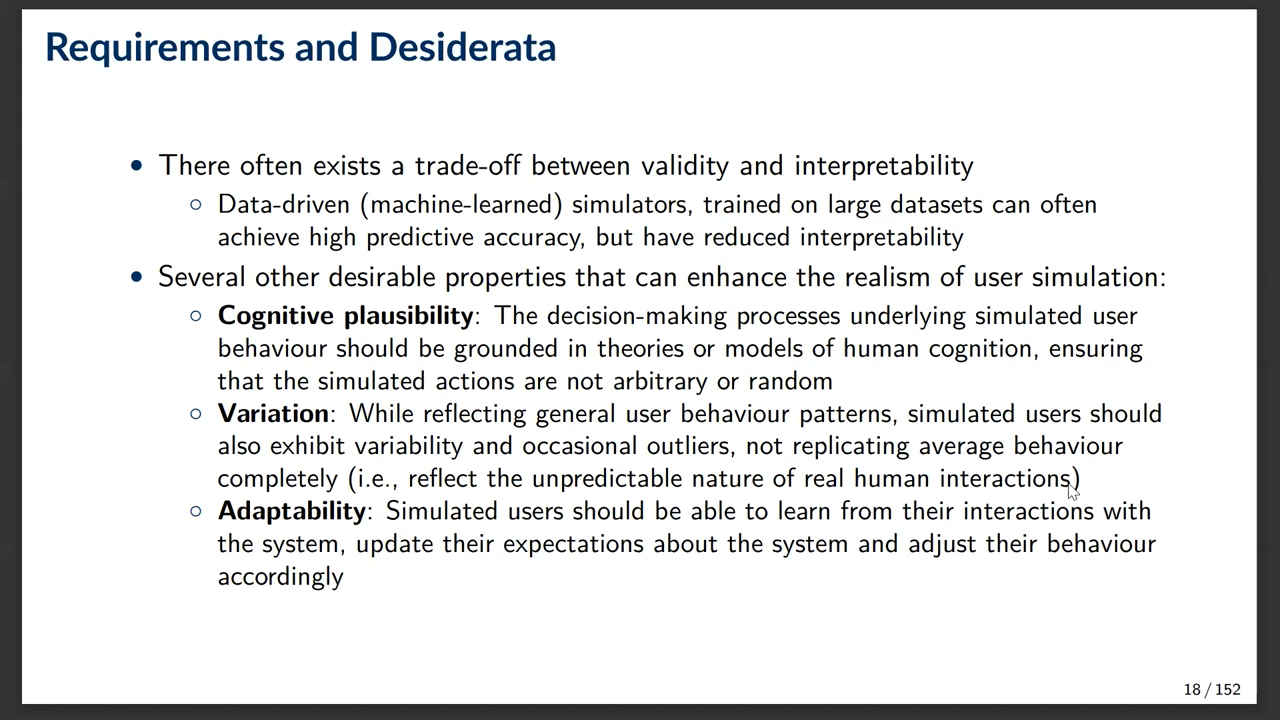 Requirements and Desiderata
• There often exists a trade-off between validity and interpretability
○ Data-driven (machine-learned) simulators, trained on large datasets can often
achieve high predictive accuracy, but have reduced interpretability
• Several other desirable properties that can enhance the realism of user simulation:
○ Cognitive plausibility: The decision-making processes underlying simulated user
behaviour should be grounded in theories or models of human cognition, ensuring
that the simulated actions are not arbitrary or random
○ Variation: While reflecting general user behaviour patterns, simulated users should
also exhibit variability and occasional outliers, not replicating average behaviour
completely (i.e., reflect the unpredictable nature of real human interactions)
○ Adaptability: Simulated users should be able to learn from their interactions with
the system, update their expectations about the system and adjust their behaviour
accordingly
18 / 152